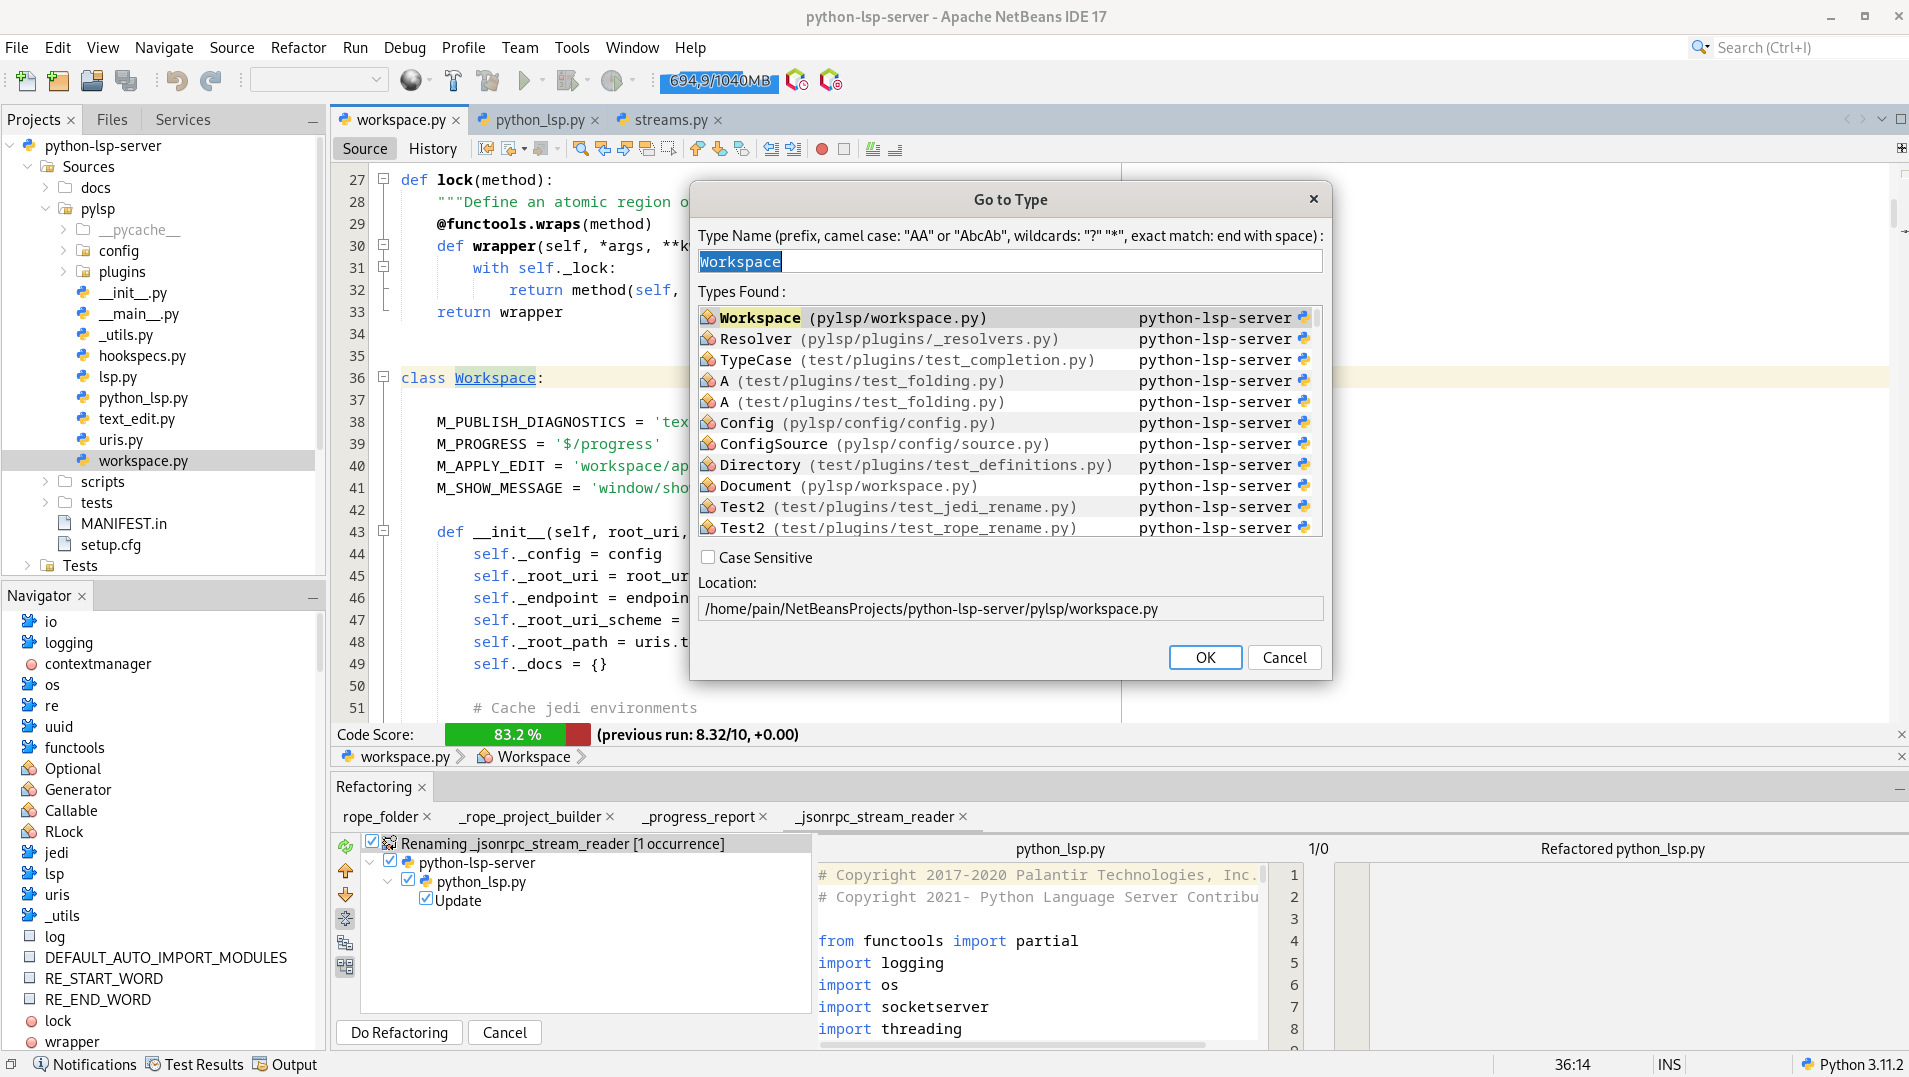 python-lsp-server - Apache NetBeans IDE 17
File Edit View Navigate Source Refactor Run Debug Profile Team Tools Window Help
Search (Ctrl+I)
694,9/1040MB
Projects Files Services
python-lsp-server
Sources
docs
pylsp
__pycache__
config
plugins
__init__.py
__main__.py
_utils.py
hookspecs.py
lsp.py
python_lsp.py
text_edit.py
uris.py
workspace.py
scripts
tests
MANIFEST.in
setup.cfg
Tests
Navigator
io
logging
contextmanager
os
re
uuid
functools
Optional
Generator
Callable
RLock
jedi
lsp
uris
_utils
log
DEFAULT_AUTO_IMPORT_MODULES
RE_START_WORD
RE_END_WORD
lock
wrapper
workspace.py python_lsp.py streams.py
Source History
27 def lock(method):
28 """Define an atomic region o
29 @functools.wraps(method)
30 def wrapper(self, *args, **k
31 with self._lock:
32 return method(self,
33 return wrapper
34
35
36 class Workspace:
37
38 M_PUBLISH_DIAGNOSTICS = 'tex
39 M_PROGRESS = '$/progress'
40 M_APPLY_EDIT = 'workspace/ap
41 M_SHOW_MESSAGE = 'window/sho
42
43 def __init__(self, root_uri,
44 self._config = config
45 self._root_uri = root_ur
46 self._endpoint = endpoin
47 self._root_uri_scheme =
48 self._root_path = uris.t
49 self._docs = {}
50
51 # Cache jedi environments
Go to Type
Type Name (prefix, camel case: "AA" or "AbcAb", wildcards: "?" "*", exact match: end with space) :
Workspace
Types Found :
Workspace (pylsp/workspace.py) python-lsp-server
Resolver (pylsp/plugins/_resolvers.py) python-lsp-server
TypeCase (test/plugins/test_completion.py) python-lsp-server
A (test/plugins/test_folding.py) python-lsp-server
A (test/plugins/test_folding.py) python-lsp-server
Config (pylsp/config/config.py) python-lsp-server
ConfigSource (pylsp/config/source.py) python-lsp-server
Directory (test/plugins/test_definitions.py) python-lsp-server
Document (pylsp/workspace.py) python-lsp-server
Test2 (test/plugins/test_jedi_rename.py) python-lsp-server
Test2 (test/plugins/test_rope_rename.py) python-lsp-server
Case Sensitive
Location:
/home/pain/NetBeansProjects/python-lsp-server/pylsp/workspace.py
OK Cancel
Code Score: 83.2 % (previous run: 8.32/10, +0.00)
workspace.py Workspace
Refactoring
rope_folder _rope_project_builder _progress_report _jsonrpc_stream_reader
Renaming _jsonrpc_stream_reader [1 occurrence]
python-lsp-server
python_lsp.py
Update
Do Refactoring Cancel
python_lsp.py 1/0 Refactored python_lsp.py
# Copyright 2017-2020 Palantir Technologies, Inc. 1
# Copyright 2021- Python Language Server Contribu 2
3
from functools import partial 4
import logging 5
import os 6
import socketserver 7
import threading 8
Notifications Test Results Output
36:14 INS Python 3.11.2